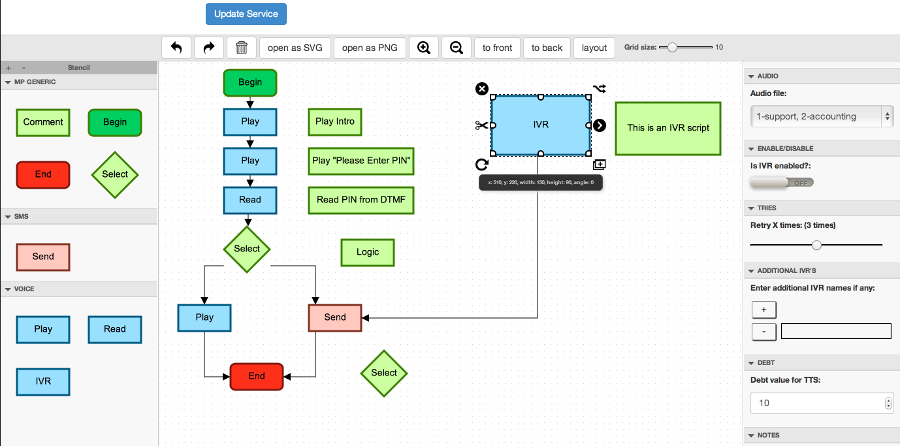 Update Service
open as SVG
open as PNG
to front
to back
layout
Grid size:
10
+ -
Stencil
MP GENERIC
Comment
Begin
End
Select
SMS
Send
VOICE
Play
Read
IVR
Begin
Play
Play Intro
Play
Play "Please Enter PIN"
Read
Read PIN from DTMF
Select
Logic
Play
Send
End
Select
IVR
This is an IVR script
x: 510, y: 220, width: 150, height: 90, angle: 0
AUDIO
Audio file:
1-support, 2-accounting
ENABLE/DISABLE
Is IVR enabled?:
OFF
TRIES
Retry X times: (3 times)
ADDITIONAL IVR'S
Enter additional IVR names if any:
+
-
DEBT
Debt value for TTS:
10
NOTES